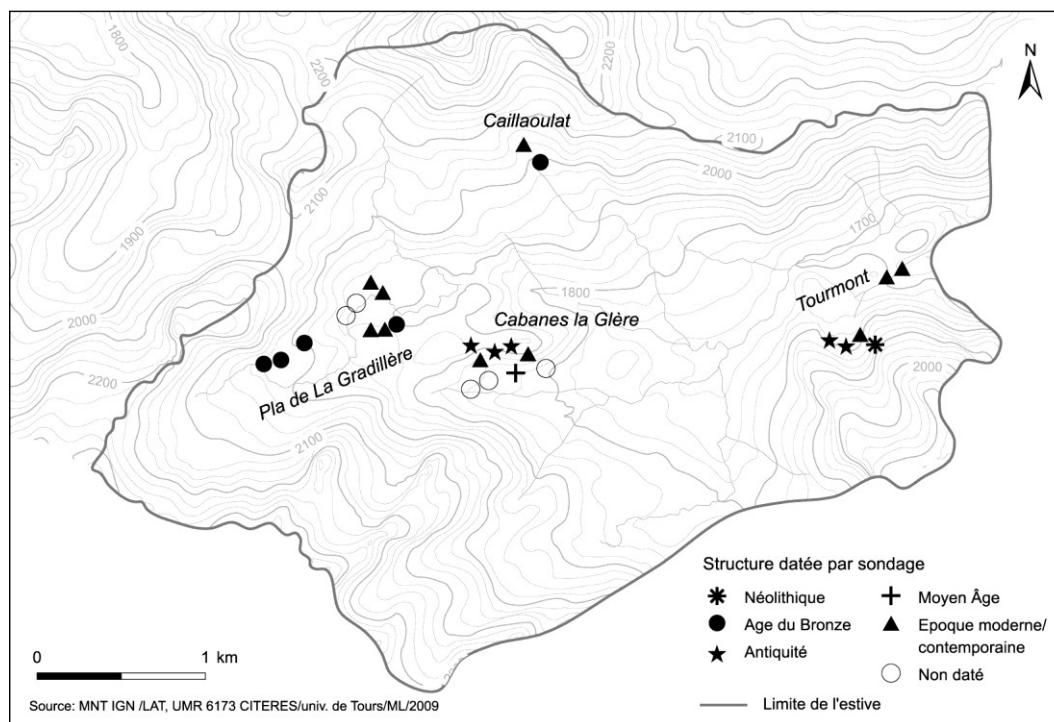 1800
2200
2200
N
Caillaoulat
2100
2000
2100
1900
1700
Tourmont
1800
Cabanes la Glère
2000
Pla de La Gradillère
2200
2000
2100
Structure datée par sondage
Néolithique
Moyen Âge
Age du Bronze
Epoque moderne/
contemporaine
Antiquité
Non daté
0 1 km
Limite de l'estive
Source: MNT IGN /LAT, UMR 6173 CITERES/univ. de Tours/ML/2009